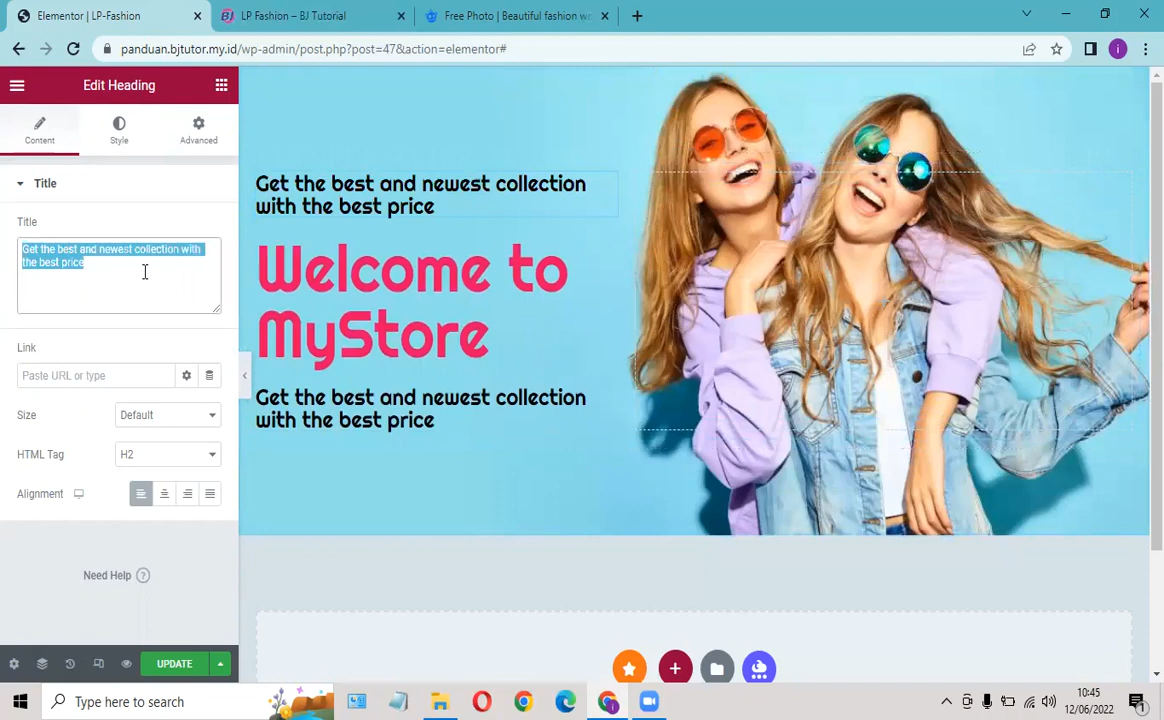 Elementor | LP-Fashion
LP Fashion – BJ Tutorial
Free Photo | Beautiful fashion wo
panduan.bjtutor.my.id/wp-admin/post.php?post=47&action=elementor#
i
Edit Heading
Content
Style
Advanced
Title
Title
Get the best and newest collection with
the best price
Link
Paste URL or type
Size
Default
HTML Tag
H2
Alignment
Need Help ?
UPDATE
Get the best and newest collection
with the best price
Welcome to
MyStore
Get the best and newest collection
with the best price
Type here to search
10:45
12/06/2022
1